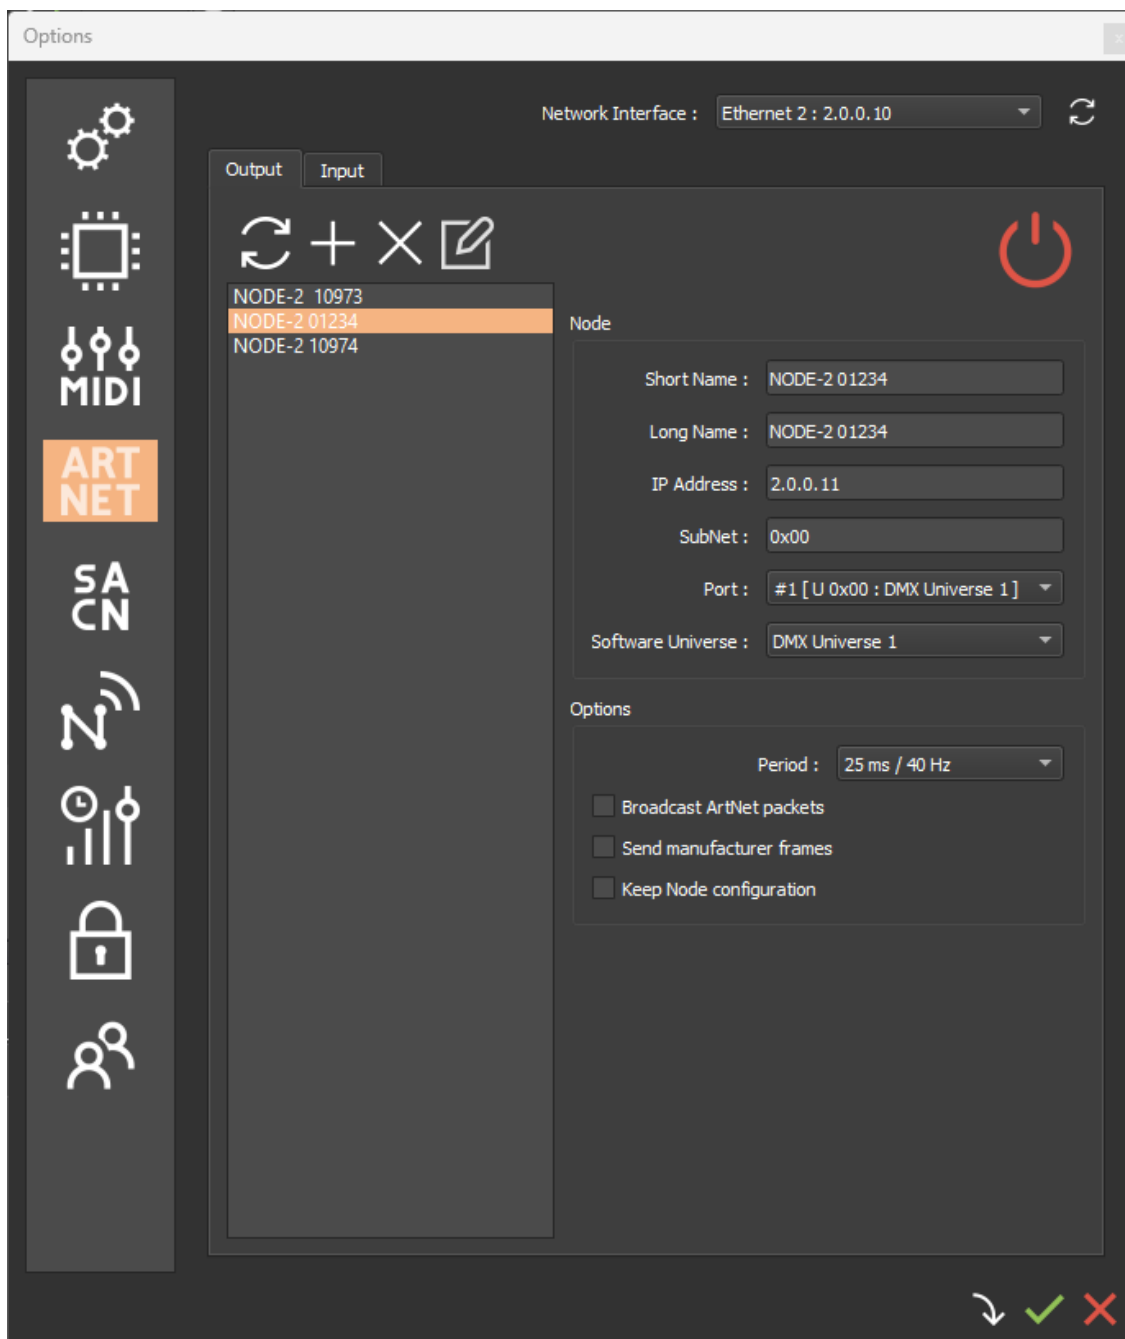 Options
Network Interface : Ethernet 2 : 2.0.0.10
Output Input
NODE-2  10973
NODE-2 01234
NODE-2 10974
Node
Short Name : NODE-2 01234
Long Name : NODE-2 01234
IP Address : 2.0.0.11
SubNet : 0x00
Port : #1 [ U 0x00 : DMX Universe 1 ]
Software Universe : DMX Universe 1
Options
Period : 25 ms / 40 Hz
Broadcast ArtNet packets
Send manufacturer frames
Keep Node configuration
MIDI
ART
NET
SA
CN